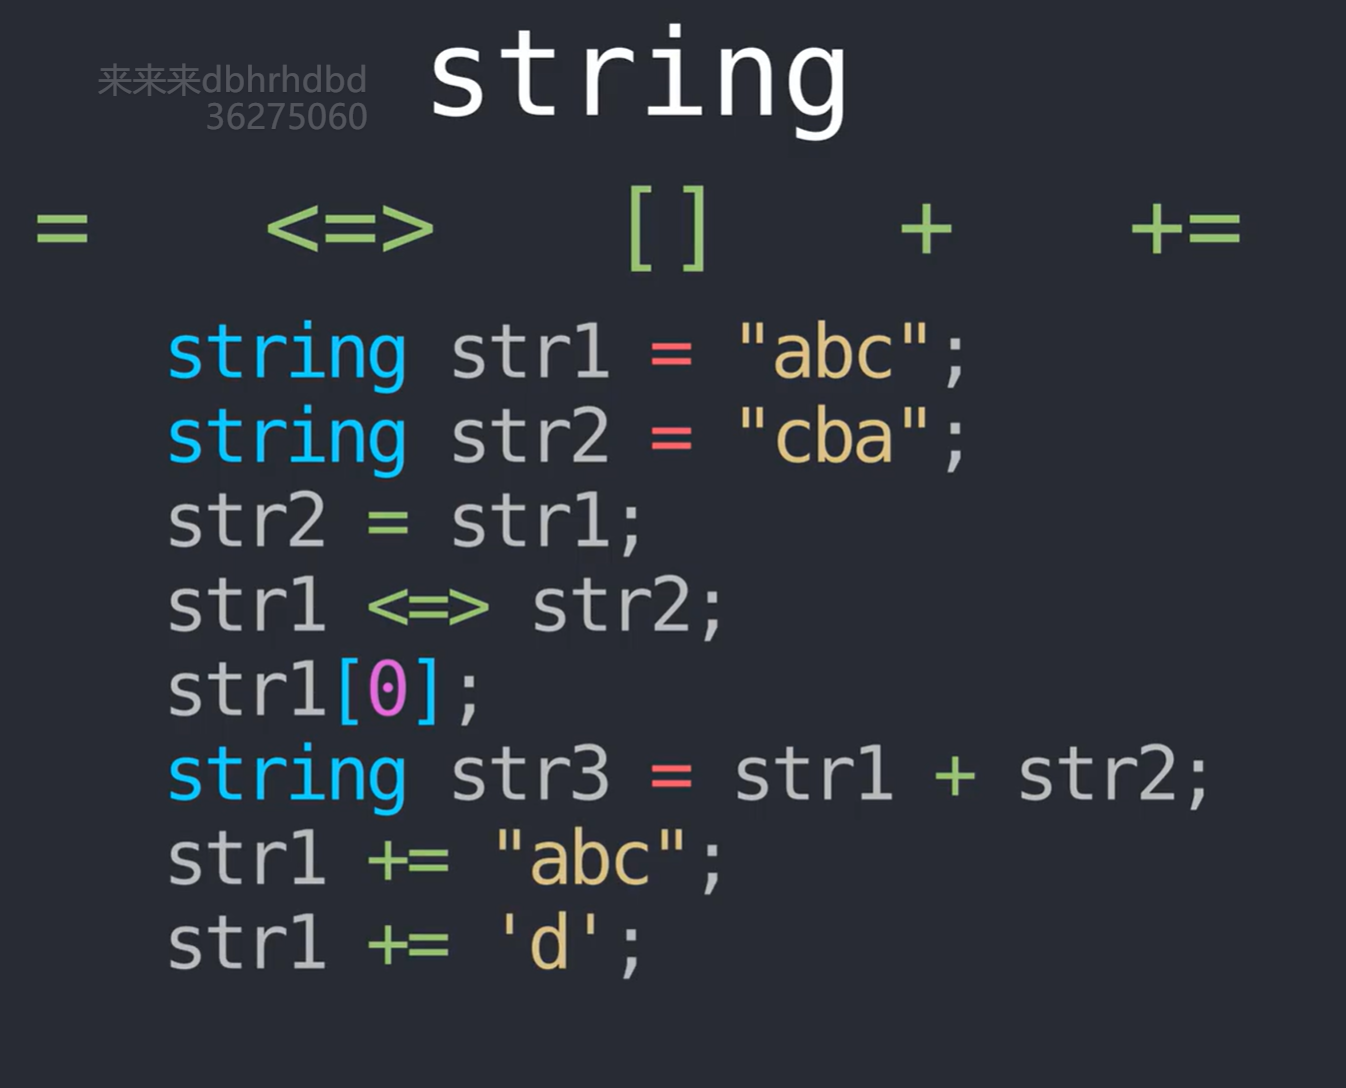 string
来来来dbhrhdbd
36275060
= <=> [] + +=
string str1 = "abc";
string str2 = "cba";
str2 = str1;
str1 <=> str2;
str1[0];
string str3 = str1 + str2;
str1 += "abc";
str1 += 'd';